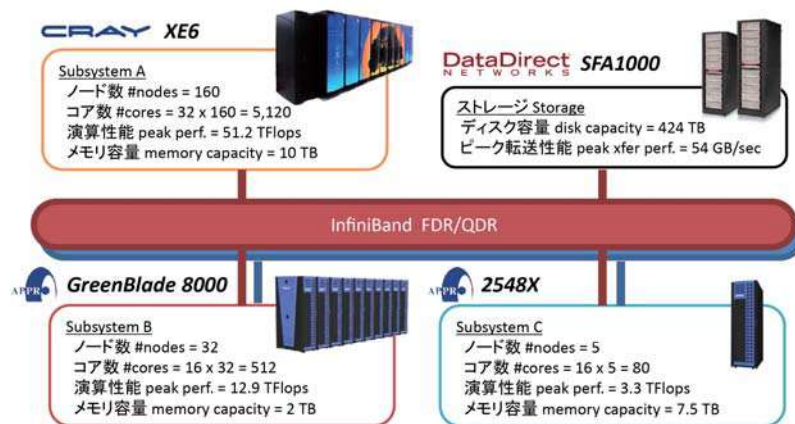 CRAY XE6
Subsystem A
ノード数 #nodes = 160
コア数 #cores = 32 x 160 = 5,120
演算性能 peak perf. = 51.2 TFlops
メモリ容量 memory capacity = 10 TB
DataDirect
NETWORKS SFA1000
ストレージ Storage
ディスク容量 disk capacity = 424 TB
ピーク転送性能 peak xfer perf. = 54 GB/sec
InfiniBand FDR/QDR
APPRO GreenBlade 8000
Subsystem B
ノード数 #nodes = 32
コア数 #cores = 16 x 32 = 512
演算性能 peak perf. = 12.9 TFlops
メモリ容量 memory capacity = 2 TB
APPRO 2548X
Subsystem C
ノード数 #nodes = 5
コア数 #cores = 16 x 5 = 80
演算性能 peak perf. = 3.3 TFlops
メモリ容量 memory capacity = 7.5 TB